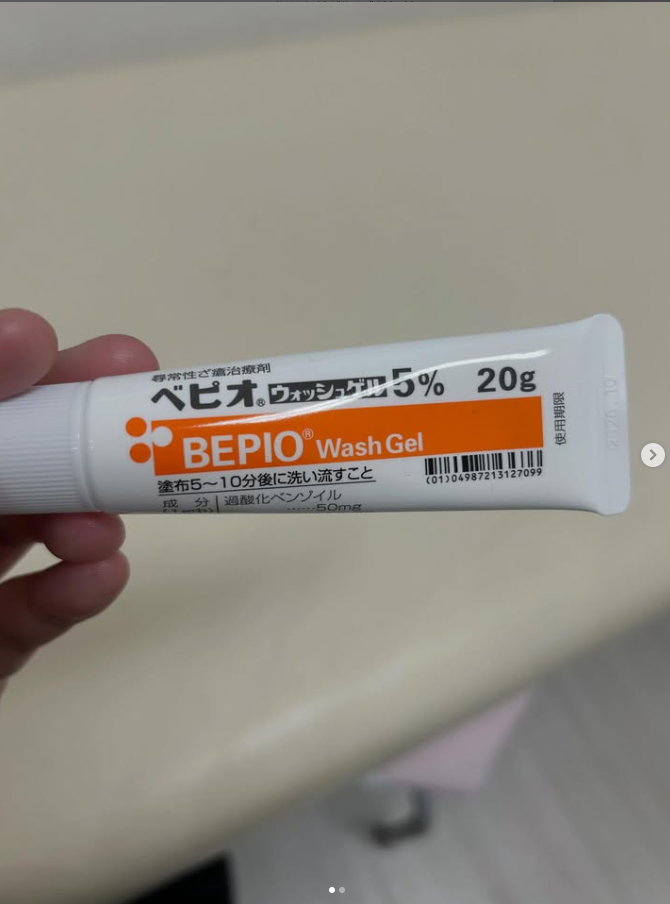 尋常性ざ瘡治療剤
ベピオ® ウォッシュゲル 5% 20g
BEPIO® Wash Gel
塗布5~10分後に洗い流すこと
(01)04987213127099
成分 過酸化ベンゾイル
……50mg
使用期限